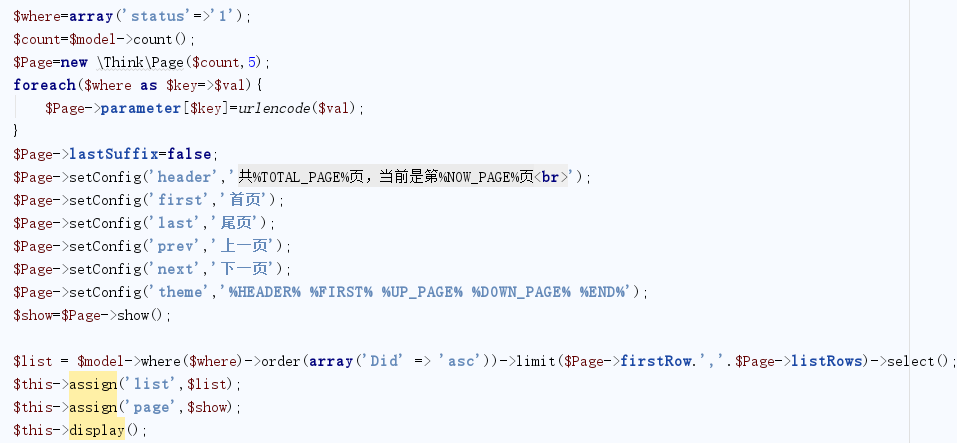 $where=array('status'=>'1');
$count=$model->count();
$Page=new \Think\Page($count,5);
foreach($where as $key=>$val){
    $Page->parameter[$key]=urlencode($val);
}
$Page->lastSuffix=false;
$Page->setConfig('header','共%TOTAL_PAGE%页，当前是第%NOW_PAGE%页<br>');
$Page->setConfig('first','首页');
$Page->setConfig('last','尾页');
$Page->setConfig('prev','上一页');
$Page->setConfig('next','下一页');
$Page->setConfig('theme','%HEADER% %FIRST% %UP_PAGE% %DOWN_PAGE% %END%');
$show=$Page->show();
$list = $model->where($where)->order(array('Did' => 'asc'))->limit($Page->firstRow.','.$Page->listRows)->select();
$this->assign('list',$list);
$this->assign('page',$show);
$this->display();